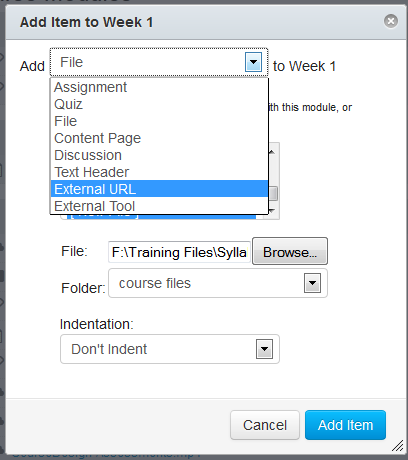 Add Item to Week 1
Add File to Week 1
Assignment
Quiz
File
ith this module, or
Content Page
Discussion
Text Header
External URL
External Tool
File: F:\Training Files\Sylla Browse...
Folder: course files
Indentation:
Don't Indent
Cancel Add Item